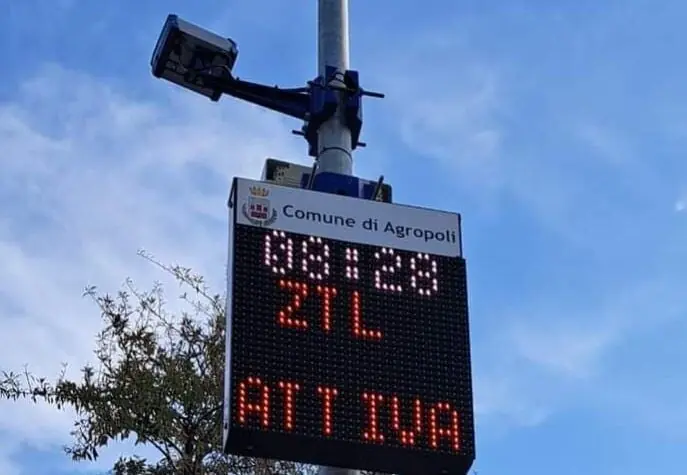 Comune di Agropoli
08:28
ZTL
ATTIVA